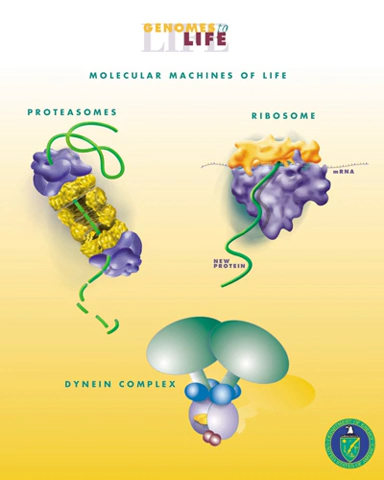 GENOMES to
LIFE
MOLECULAR MACHINES OF LIFE
PROTEASOMES
RIBOSOME
mRNA
NEW
PROTEIN
DYNEIN COMPLEX